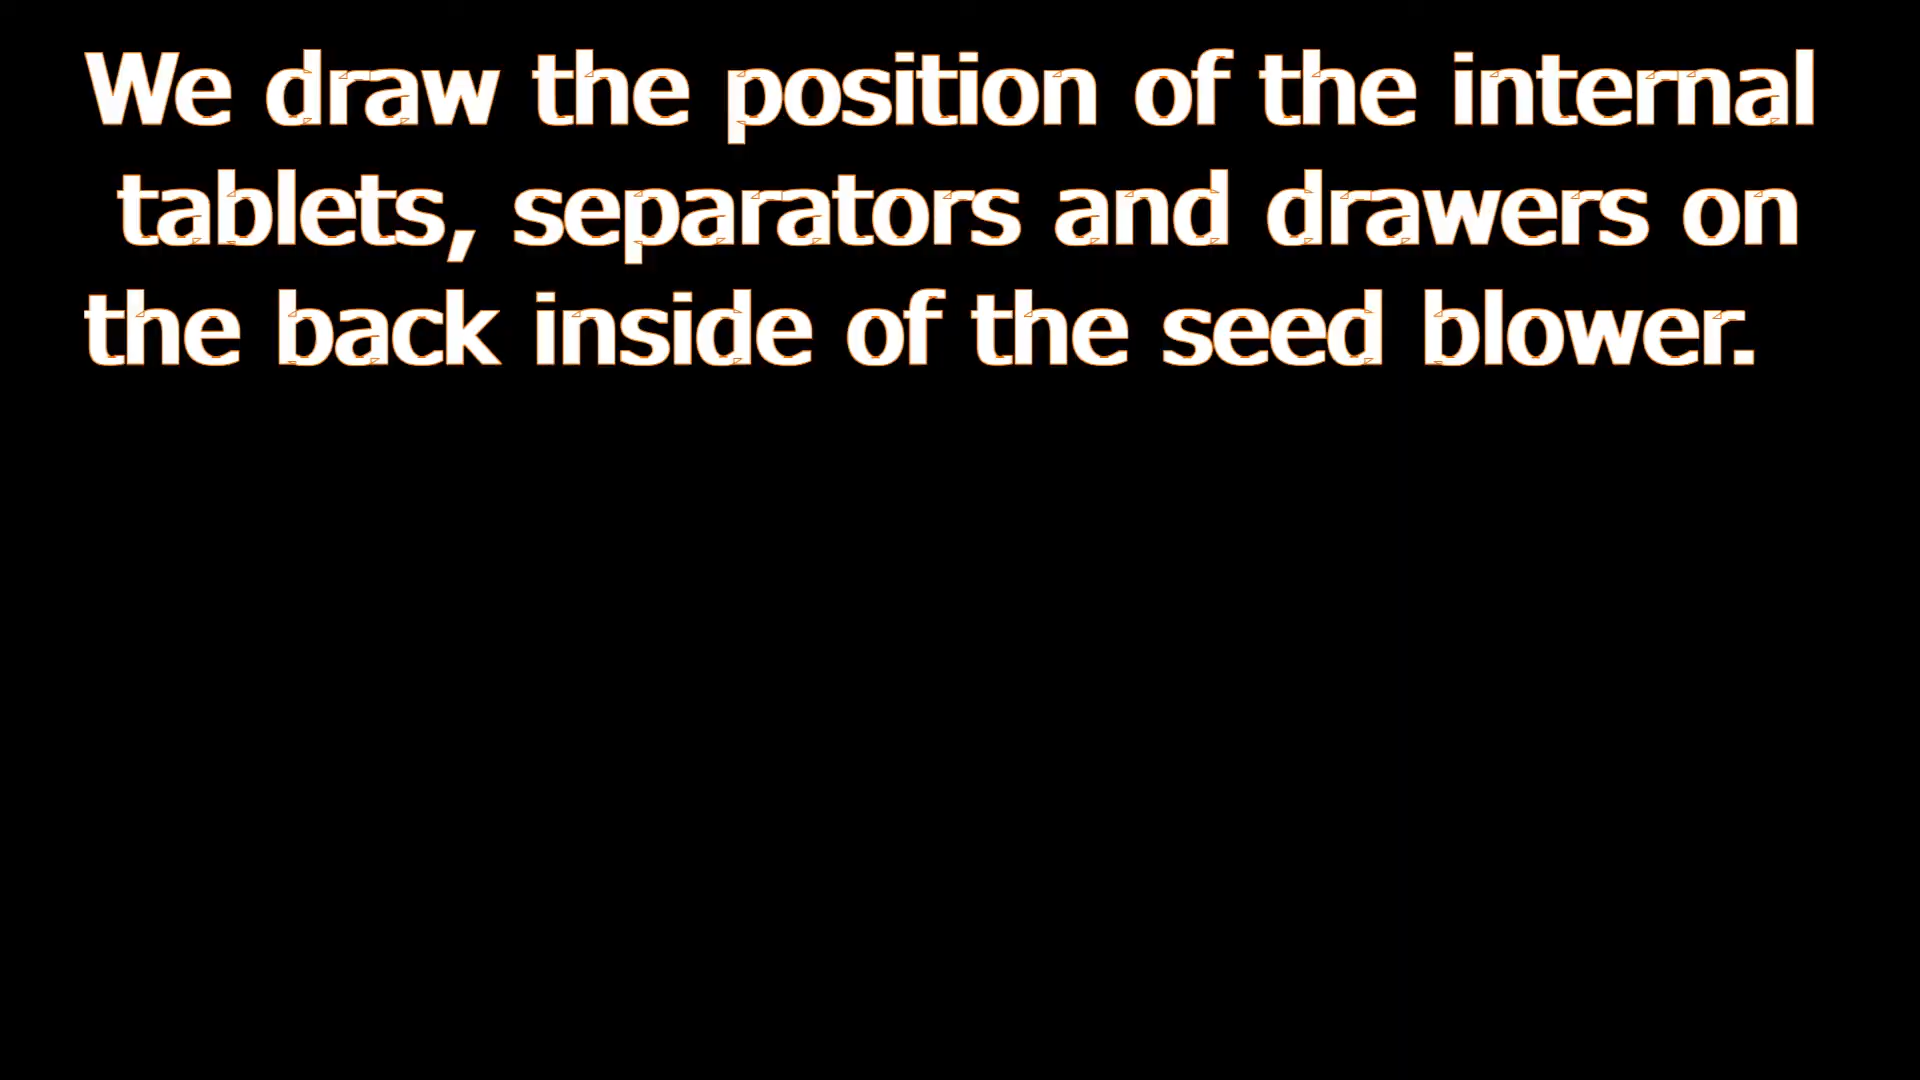 We draw the position of the internal
tablets, separators and drawers on
the back inside of the seed blower.